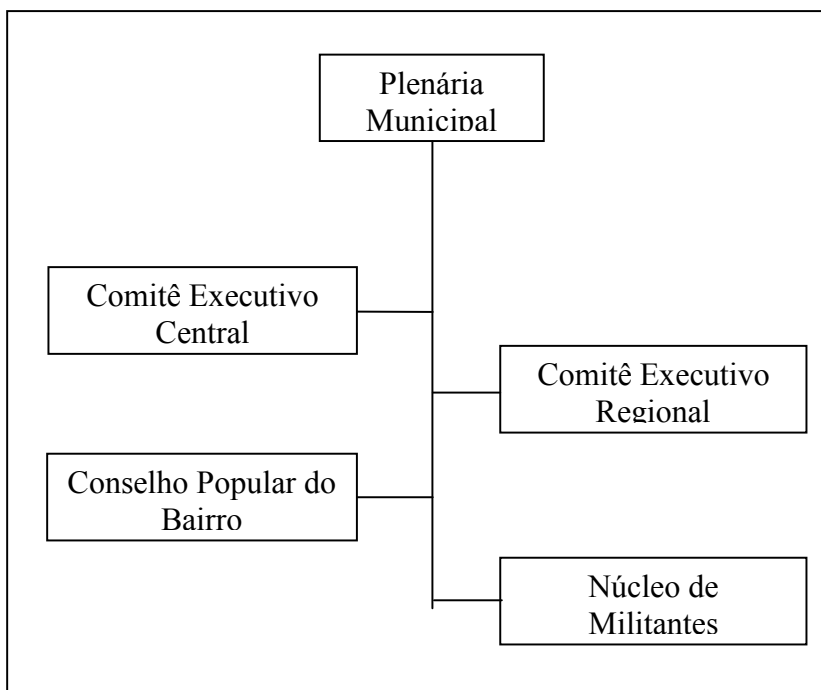 Plenária
Municipal
Comitê Executivo
Central
Comitê Executivo
Regional
Conselho Popular do
Bairro
Núcleo de
Militantes